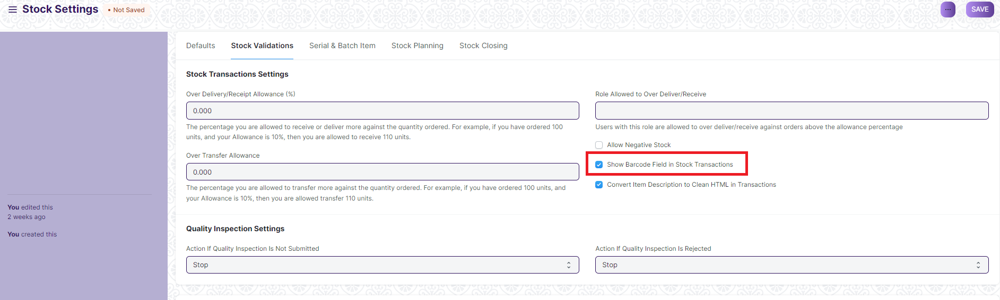 Stock Settings
• Not Saved
...
SAVE
Defaults
Stock Validations
Serial & Batch Item
Stock Planning
Stock Closing
Stock Transactions Settings
Over Delivery/Receipt Allowance (%)
0.000
The percentage you are allowed to receive or deliver more against the quantity ordered. For example, if you have ordered 100
units, and your Allowance is 10%, then you are allowed to receive 110 units.
Over Transfer Allowance
0.000
The percentage you are allowed to transfer more against the quantity ordered. For example, if you have ordered 100 units, and
your Allowance is 10%, then you are allowed transfer 110 units.
Role Allowed to Over Deliver/Receive
Users with this role are allowed to over deliver/receive against orders above the allowance percentage
Allow Negative Stock
Show Barcode Field in Stock Transactions
Convert Item Description to Clean HTML in Transactions
You edited this
2 weeks ago
You created this
Quality Inspection Settings
Action If Quality Inspection Is Not Submitted
Stop
Action If Quality Inspection Is Rejected
Stop